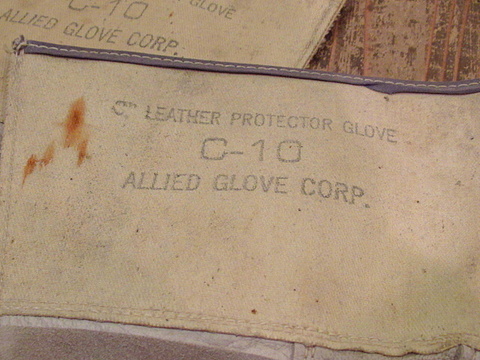 C-10 GLOVE
ALLIED GLOVE CORP.
LEATHER PROTECTOR GLOVE
C-10
ALLIED GLOVE CORP.